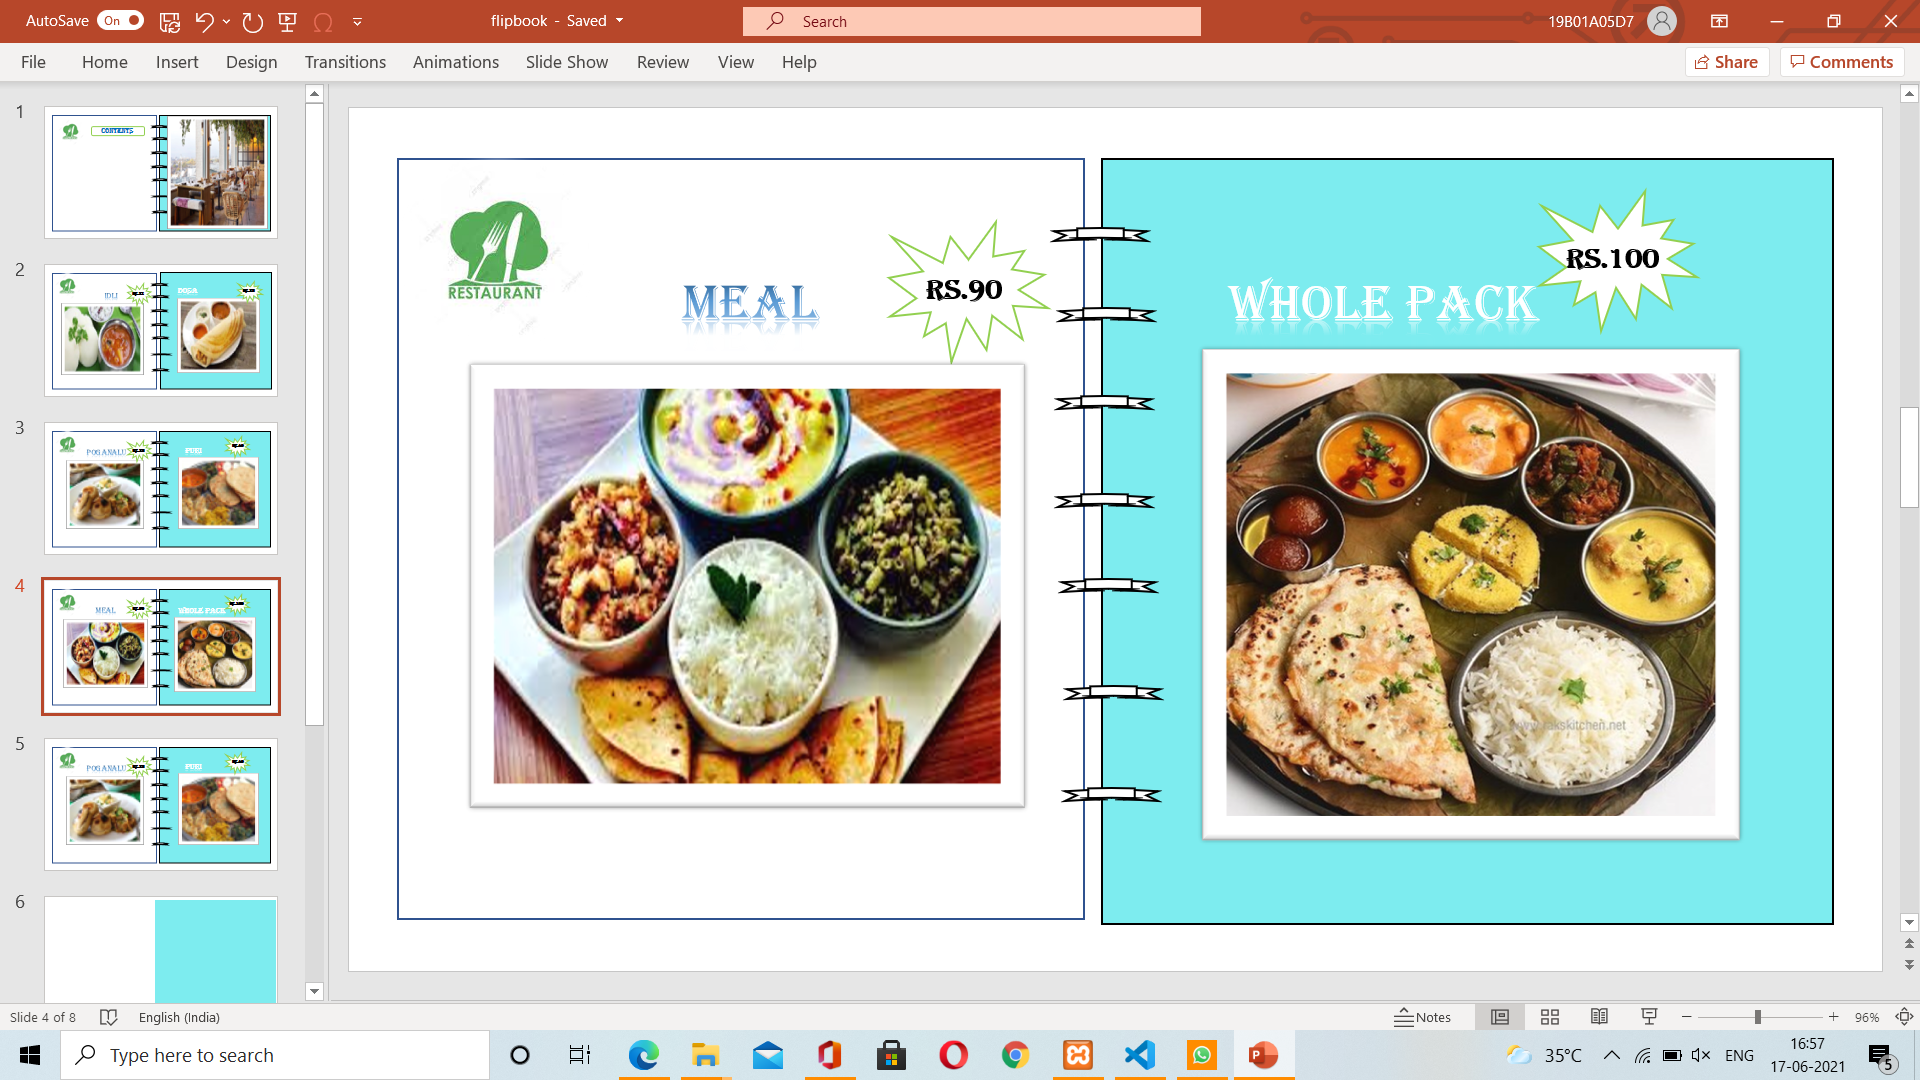 AutoSave On
flipbook - Saved
Search
19B01A05D7
File Home Insert Design Transitions Animations Slide Show Review View Help
Share Comments
1
CONTENTS
2
IDLI
DOSA
3
POGANALU
PURI
4
MEAL
WHOLE PACK
5
POGANALU
PURI
6
RESTAURANT
MEAL
RS.90
WHOLE PACK
RS.100
www.rakskitchen.net
Slide 4 of 8 English (India)
Notes 96%
Type here to search
35°C ENG
16:57
17-06-2021
5